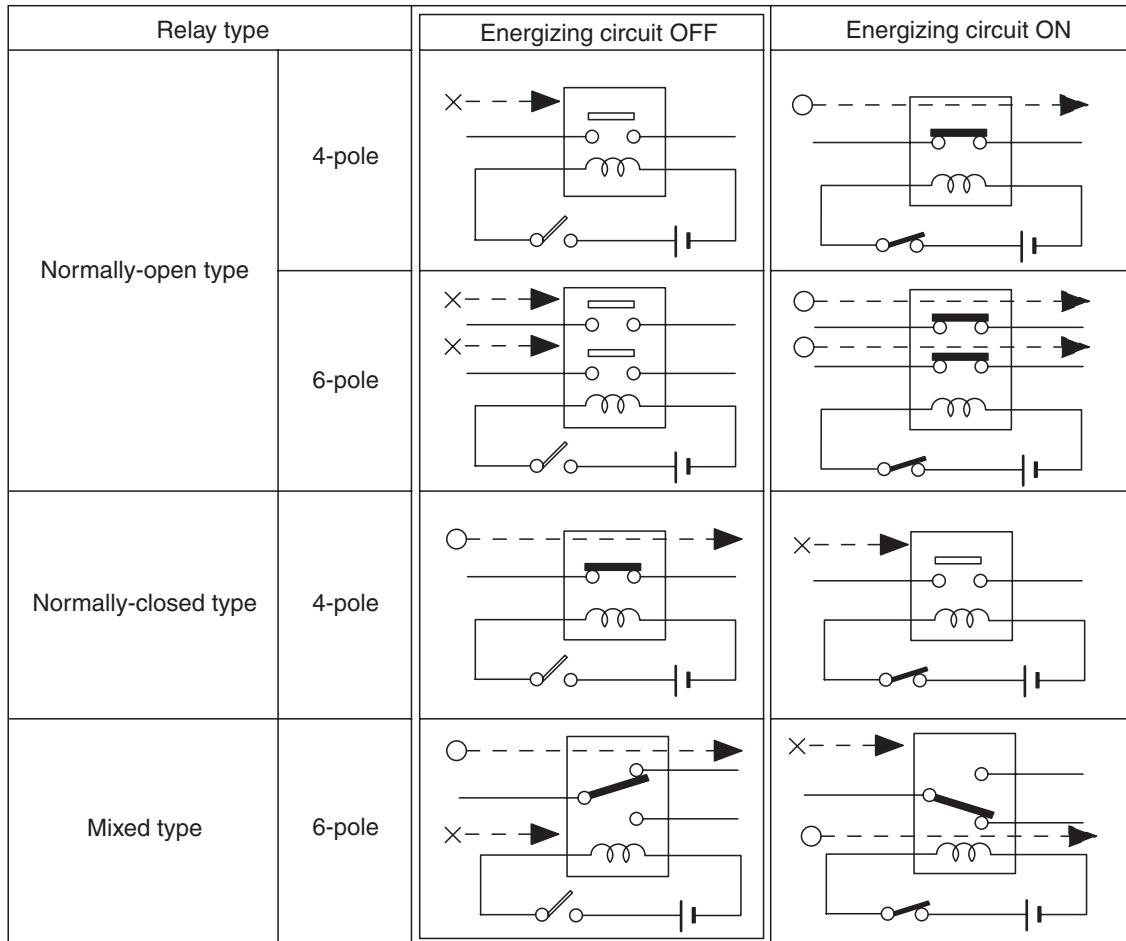 Relay type
Energizing circuit OFF
Energizing circuit ON
Normally-open type
4-pole
6-pole
Normally-closed type
4-pole
Mixed type
6-pole